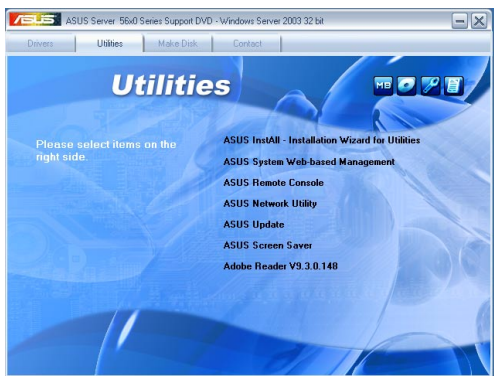 ASUS ASUS Server 56x0 Series Support DVD - Windows Server 2003 32 bit
Drivers Utilities Make Disk Contact
Utilities
MB
Please select items on the
right side.
ASUS InstAll - Installation Wizard for Utilities
ASUS System Web-based Management
ASUS Remote Console
ASUS Network Utility
ASUS Update
ASUS Screen Saver
Adobe Reader V9.3.0.148